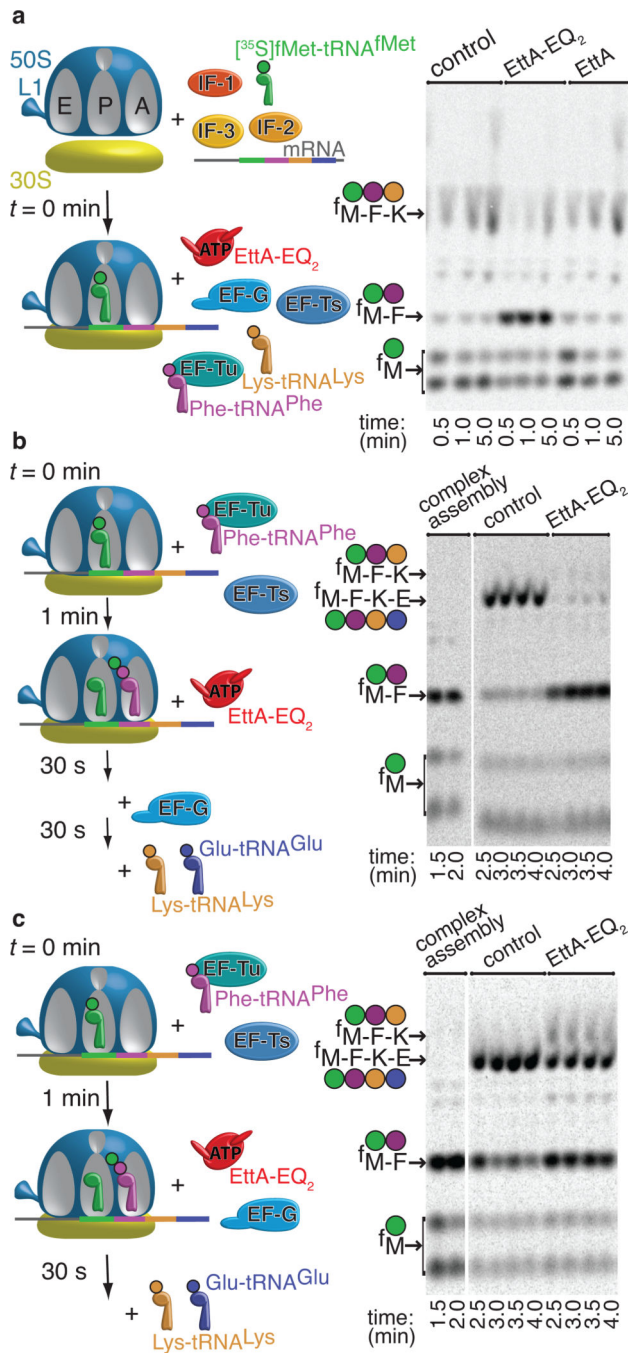 a
[³⁵S]fMet-tRNAfMet
50S
L1
E P A
+
IF-1
IF-3
IF-2
mRNA
30S
t = 0 min
+
ATP
EttA-EQ₂
EF-G
EF-Ts
EF-Tu
Lys-tRNALys
Phe-tRNAPhe
control
EttA-EQ₂
EttA
fM-F-K→
fM-F→
fM→
time:
(min)
0.5 1.0 5.0 0.5 1.0 5.0 0.5 1.0 5.0
b
t = 0 min
+
EF-Tu
Phe-tRNAPhe
EF-Ts
1 min
+
ATP
EttA-EQ₂
30 s
+ EF-G
30 s
+
Glu-tRNAGlu
Lys-tRNALys
complex
assembly
control
EttA-EQ₂
fM-F-K→
fM-F-K-E→
fM-F→
fM→
time:
(min)
1.5 2.0 2.5 3.0 3.5 4.0 2.5 3.0 3.5 4.0
c
t = 0 min
+
EF-Tu
Phe-tRNAPhe
EF-Ts
1 min
+
ATP
EttA-EQ₂
EF-G
30 s
+
Glu-tRNAGlu
Lys-tRNALys
complex
assembly
control
EttA-EQ₂
fM-F-K→
fM-F-K-E→
fM-F→
fM→
time:
(min)
1.5 2.0 2.5 3.0 3.5 4.0 2.5 3.0 3.5 4.0